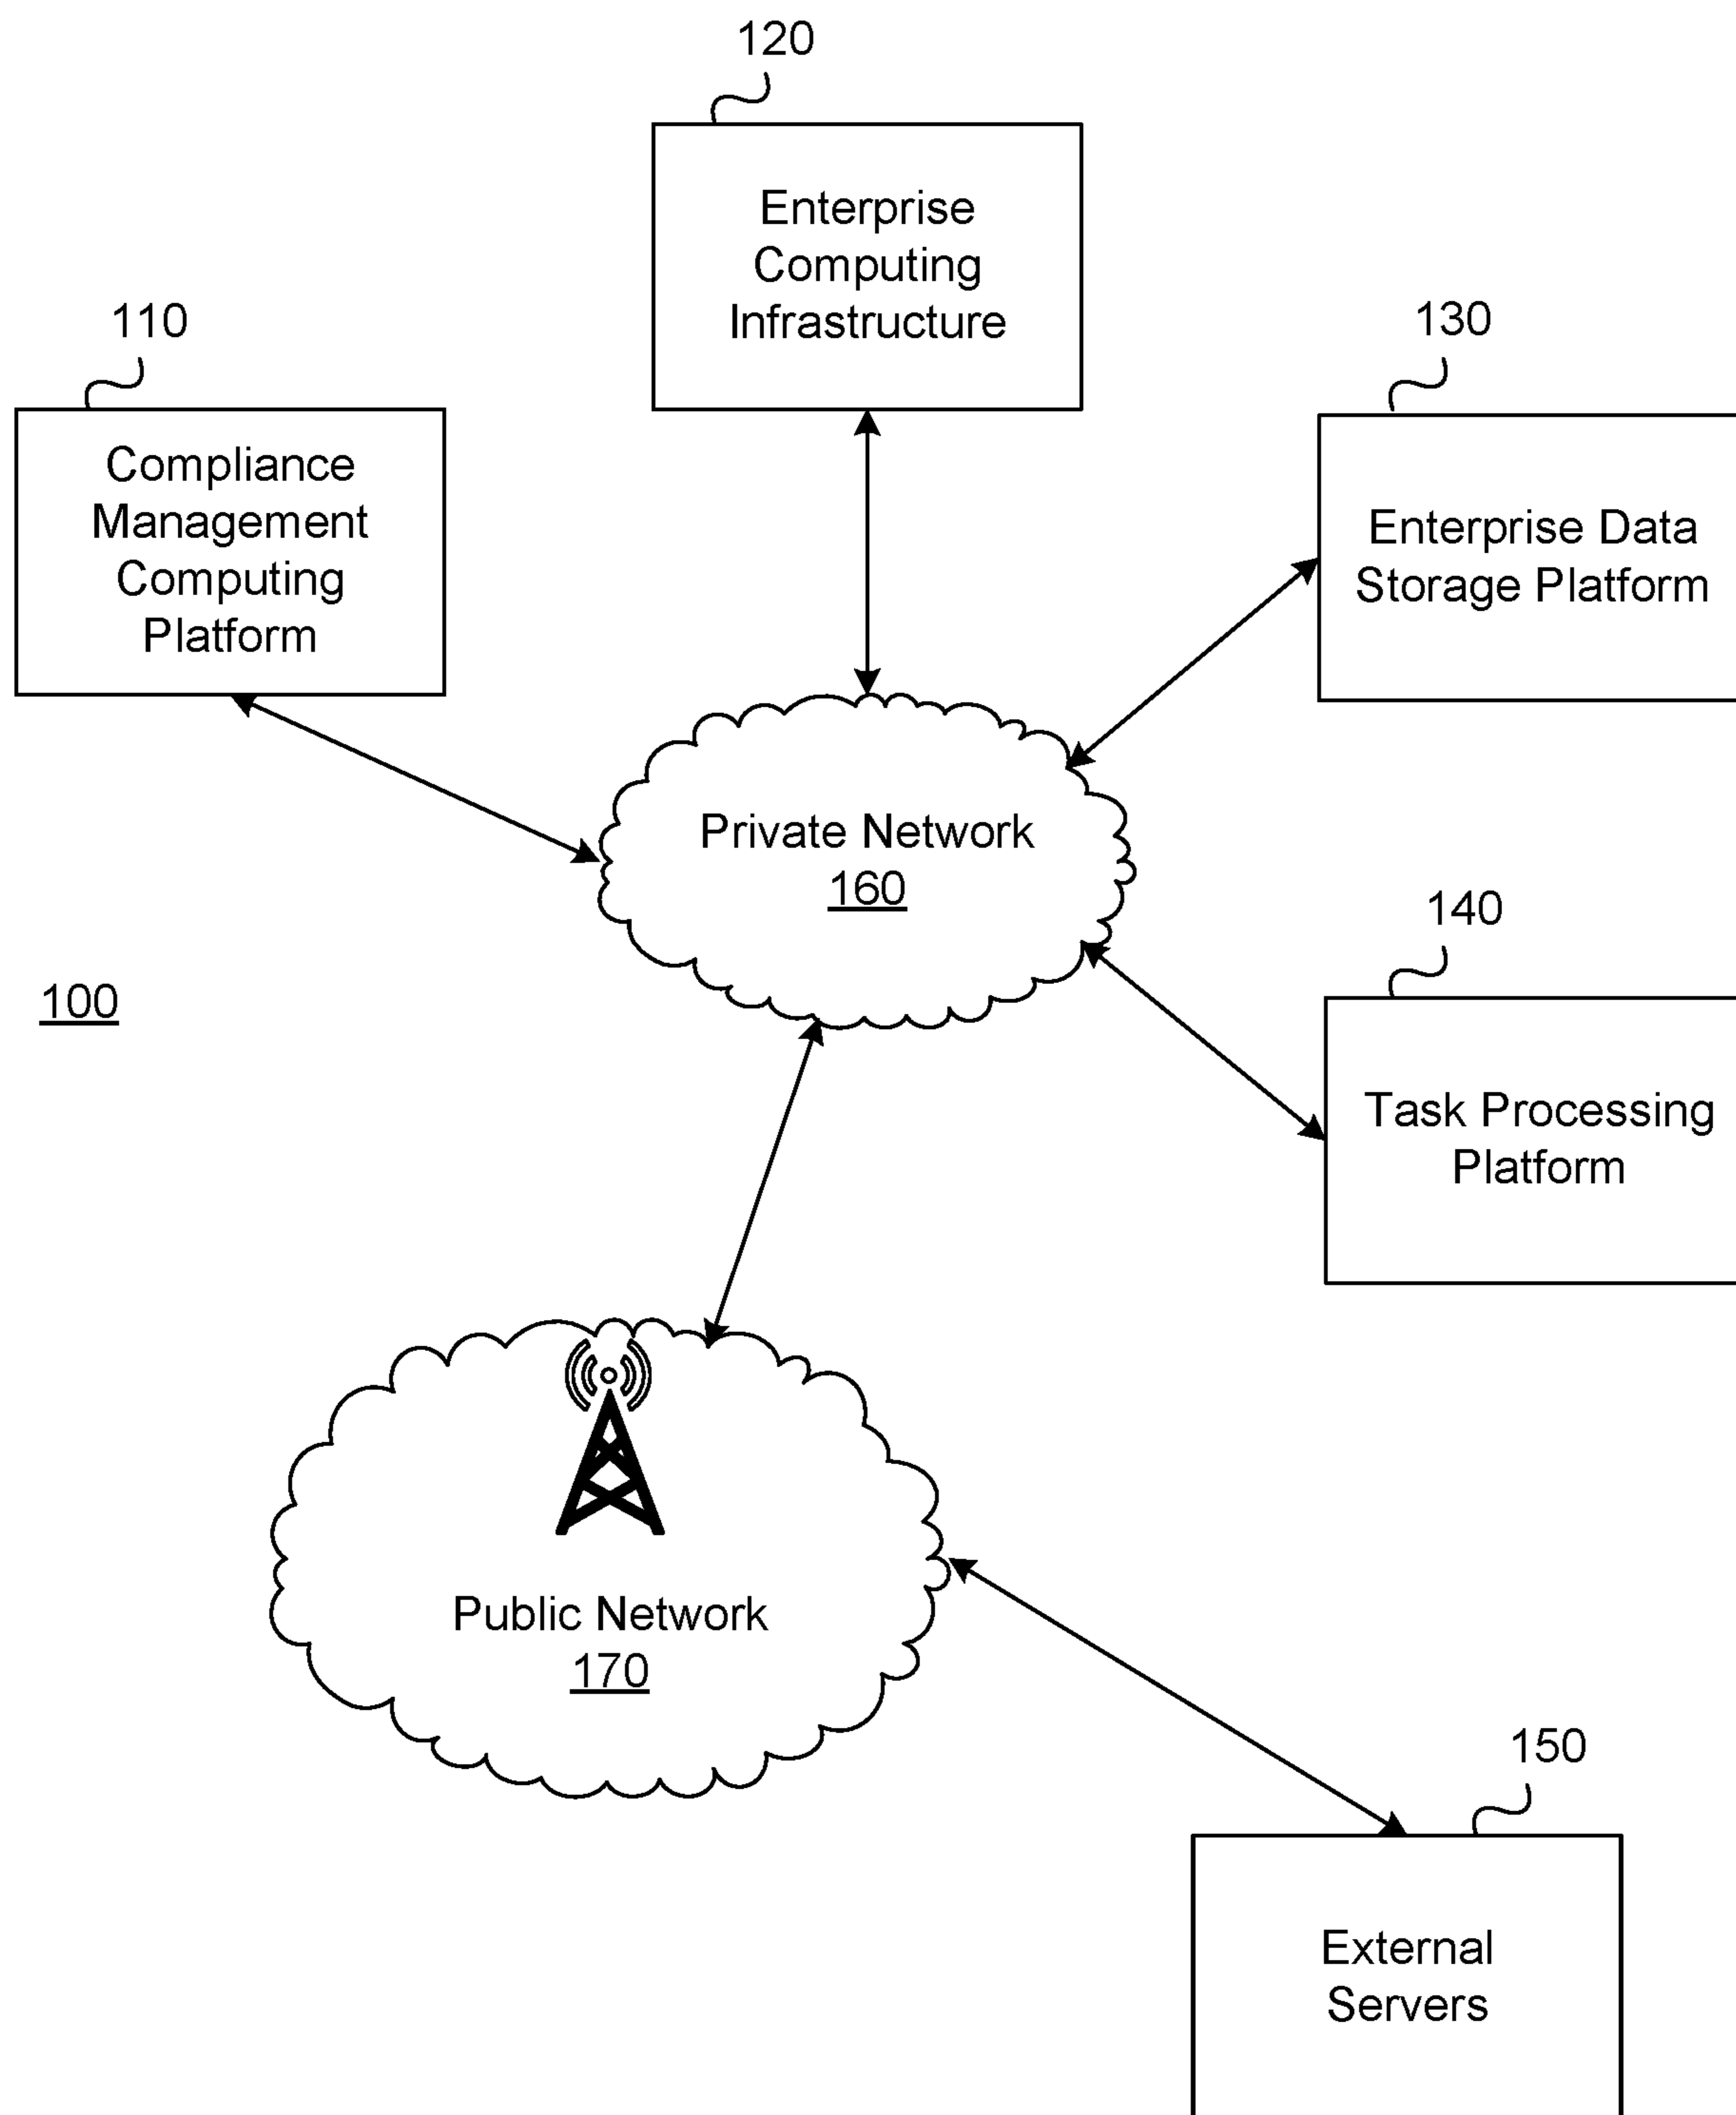 120
Enterprise
Computing
Infrastructure
110
Compliance
Management
Computing
Platform
130
Enterprise Data
Storage Platform
Private Network
160
140
Task Processing
Platform
100
Public Network
170
150
External
Servers